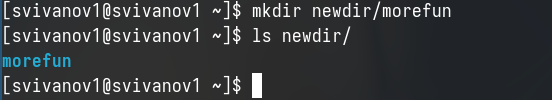 [svivanov1@svivanov1 ~]$ mkdir newdir/morefun
[svivanov1@svivanov1 ~]$ ls newdir/
morefun
[svivanov1@svivanov1 ~]$